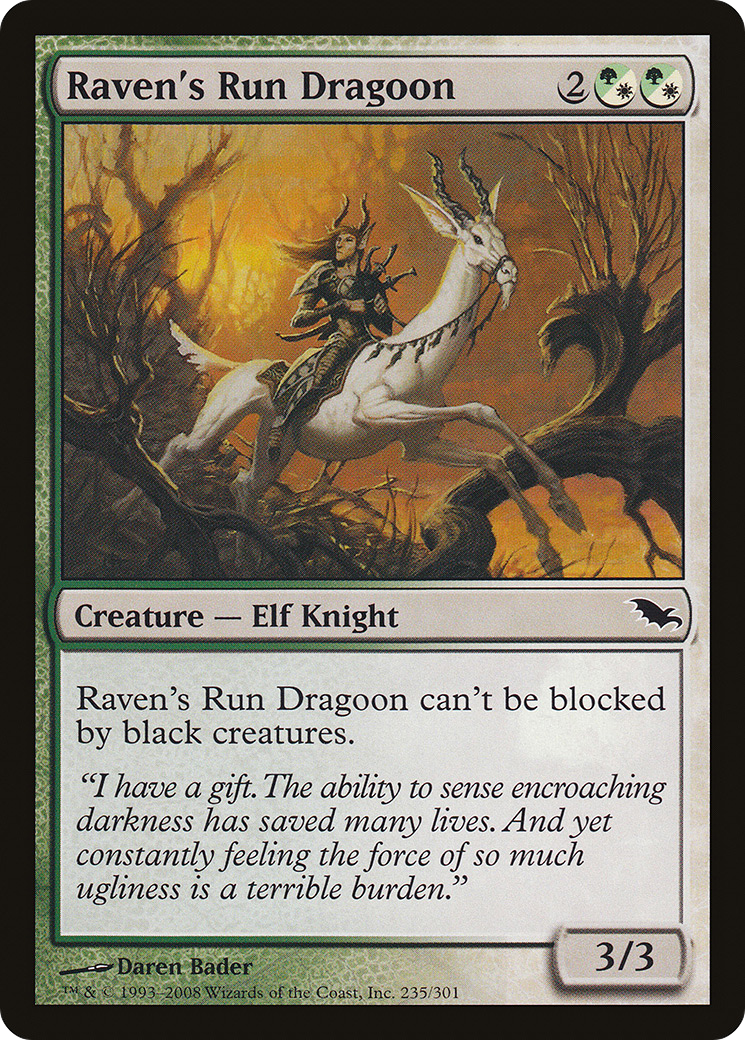 Raven's Run Dragoon 2
Creature — Elf Knight
Raven's Run Dragoon can't be blocked
by black creatures.
"I have a gift. The ability to sense encroaching
darkness has saved many lives. And yet
constantly feeling the force of so much
ugliness is a terrible burden."
3/3
Daren Bader
™ & © 1993–2008 Wizards of the Coast, Inc. 235/301